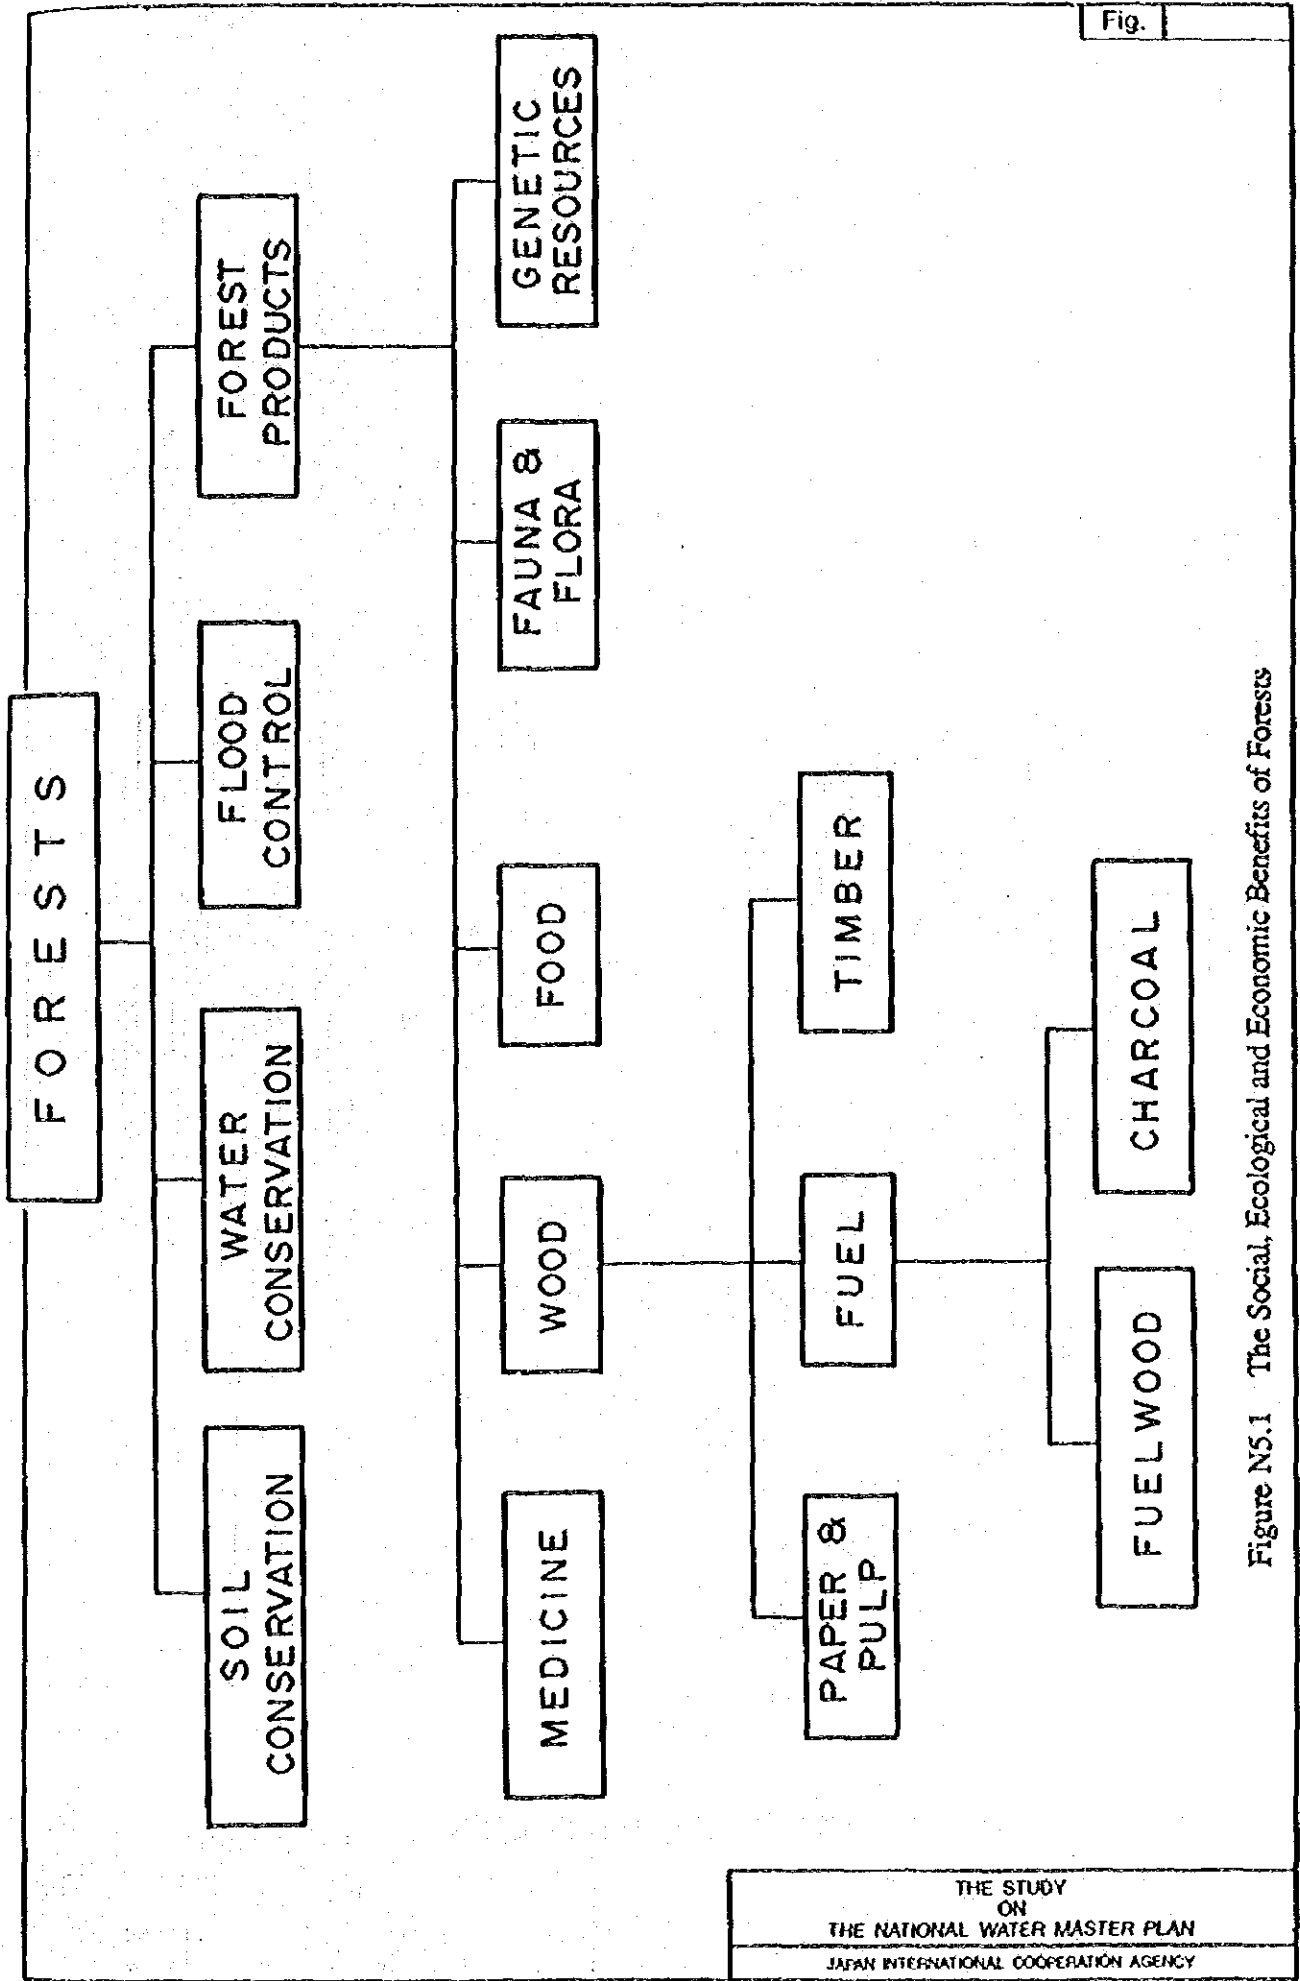 Fig.
FORESTS
SOIL
CONSERVATION
WATER
CONSERVATION
FLOOD
CONTROL
FOREST
PRODUCTS
MEDICINE
WOOD
FOOD
FAUNA &
FLORA
GENETIC
RESOURCES
PAPER &
PULP
FUEL
TIMBER
FUELWOOD
CHARCOAL
Figure N5.1 The Social, Ecological and Economic Benefits of Forests
THE STUDY
ON
THE NATIONAL WATER MASTER PLAN
JAPAN INTERNATIONAL COOPERATION AGENCY